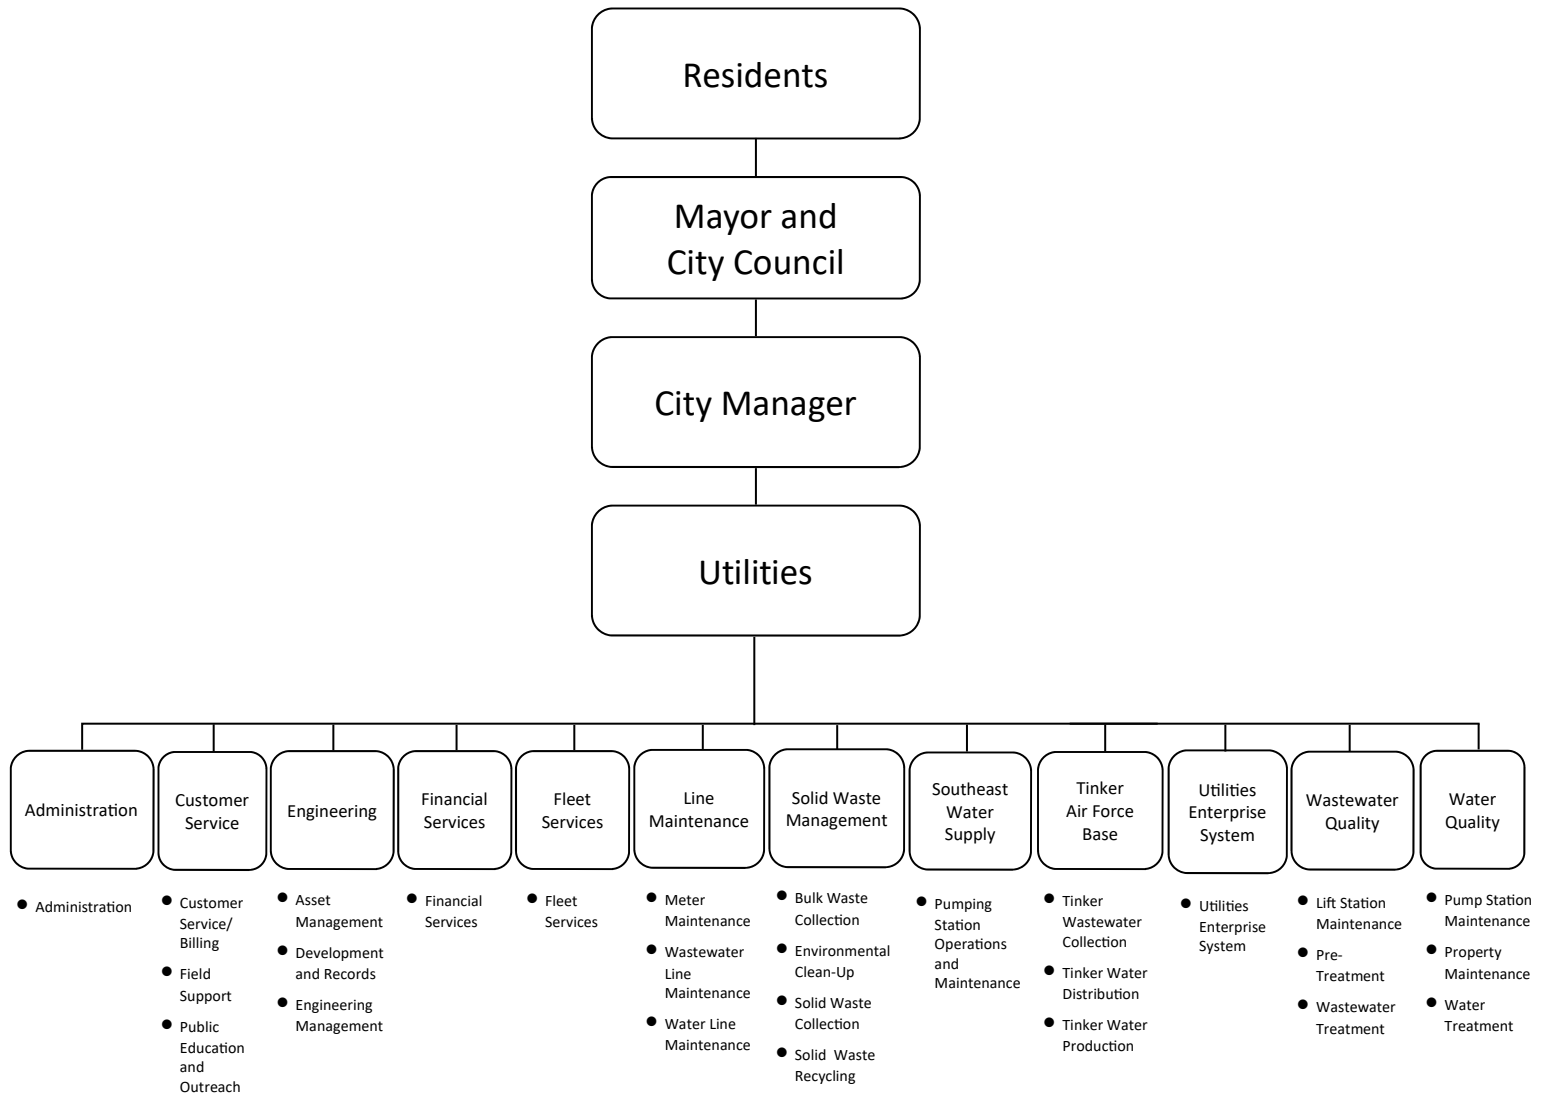 Residents
Mayor and
City Council
City Manager
Utilities
Administration
Customer
Service
Engineering
Financial
Services
Fleet
Services
Line
Maintenance
Solid Waste
Management
Southeast
Water
Supply
Tinker
Air Force
Base
Utilities
Enterprise
System
Wastewater
Quality
Water
Quality
● Administration
● Customer
Service/
Billing
● Field
Support
● Public
Education
and
Outreach
● Asset
Management
● Development
and Records
● Engineering
Management
● Financial
Services
● Fleet
Services
● Meter
Maintenance
● Wastewater
Line
Maintenance
● Water Line
Maintenance
● Bulk Waste
Collection
● Environmental
Clean-Up
● Solid Waste
Collection
● Solid Waste
Recycling
● Pumping
Station
Operations
and
Maintenance
● Tinker
Wastewater
Collection
● Tinker Water
Distribution
● Tinker Water
Production
● Utilities
Enterprise
System
● Lift Station
Maintenance
● Pre-
Treatment
● Wastewater
Treatment
● Pump Station
Maintenance
● Property
Maintenance
● Water
Treatment